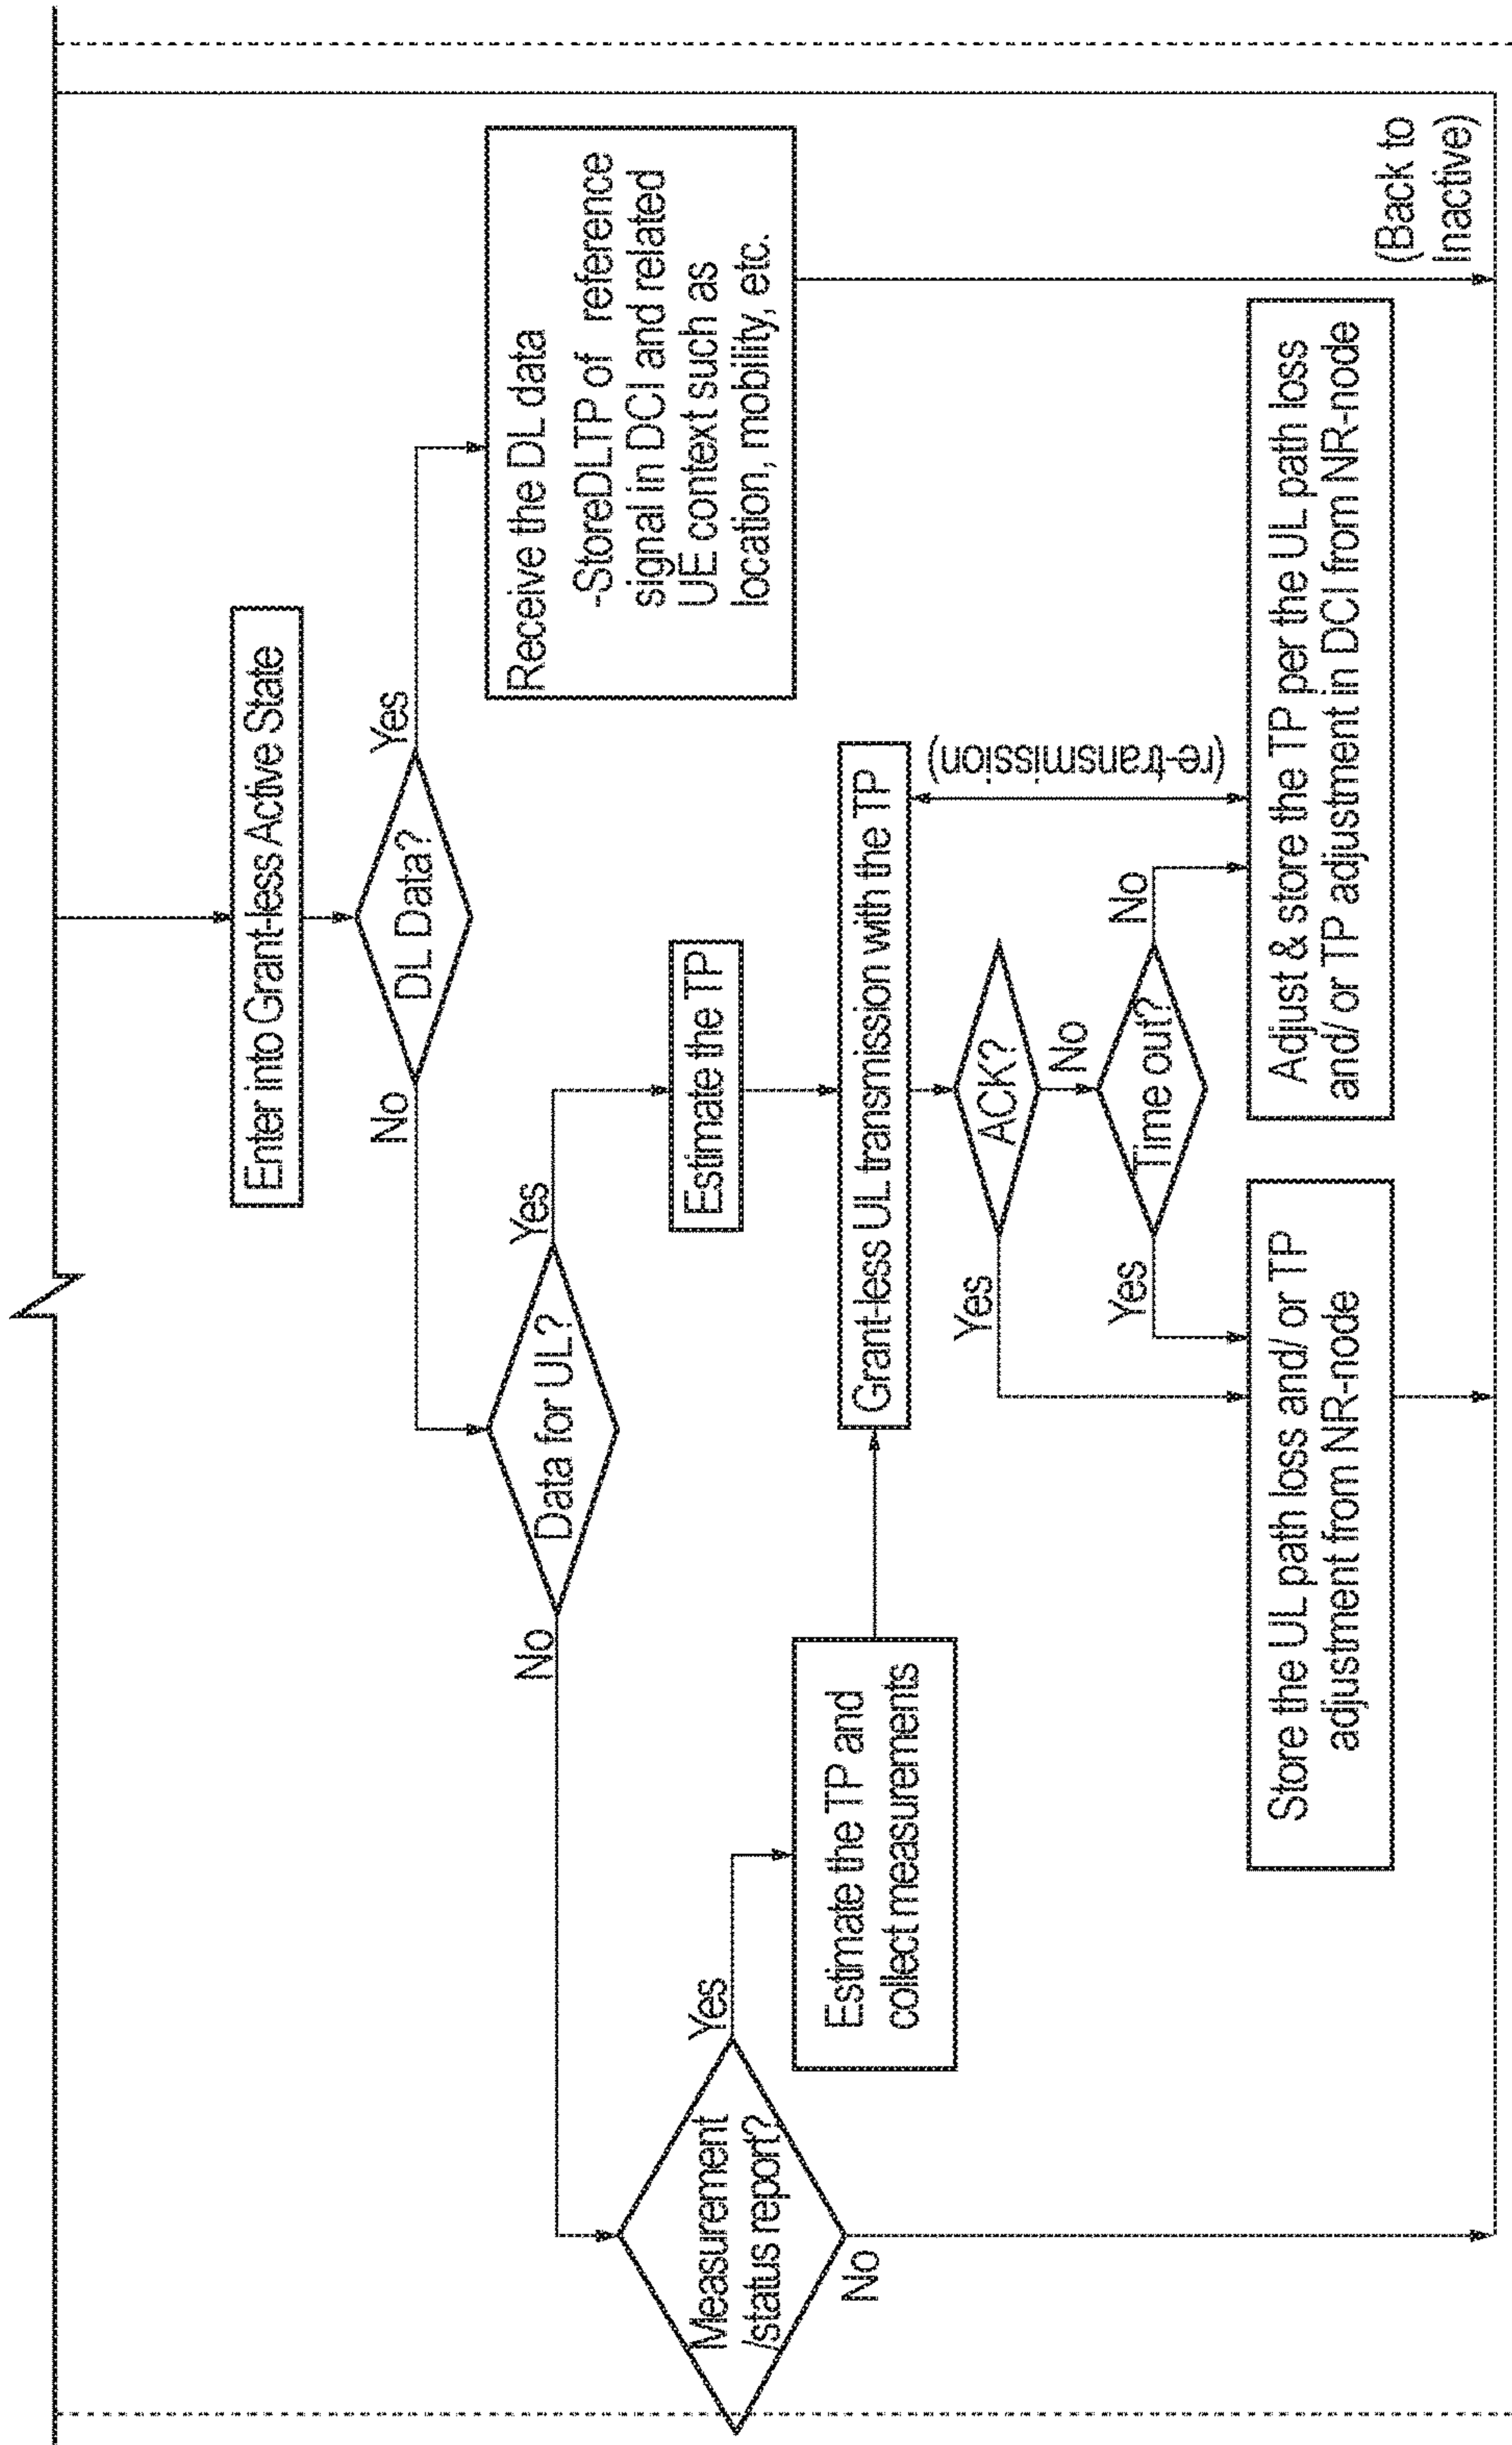 Enter into Grant-less Active State
DL Data?
No
Yes
Data for UL?
No
Yes
Receive the DL data
-StoreDLTP of reference
signal in DCI and related
UE context such as
location, mobility, etc.
Measurement
/status report?
Yes
No
Estimate the TP
Estimate the TP and
collect measurements
Grant-less UL transmission with the TP
(re-transmission)
ACK?
Yes
No
Time out?
Yes
No
Store the UL path loss and/ or TP
adjustment from NR-node
Adjust & store the TP per the UL path loss
and/ or TP adjustment in DCI from NR-node
(Back to
Inactive)